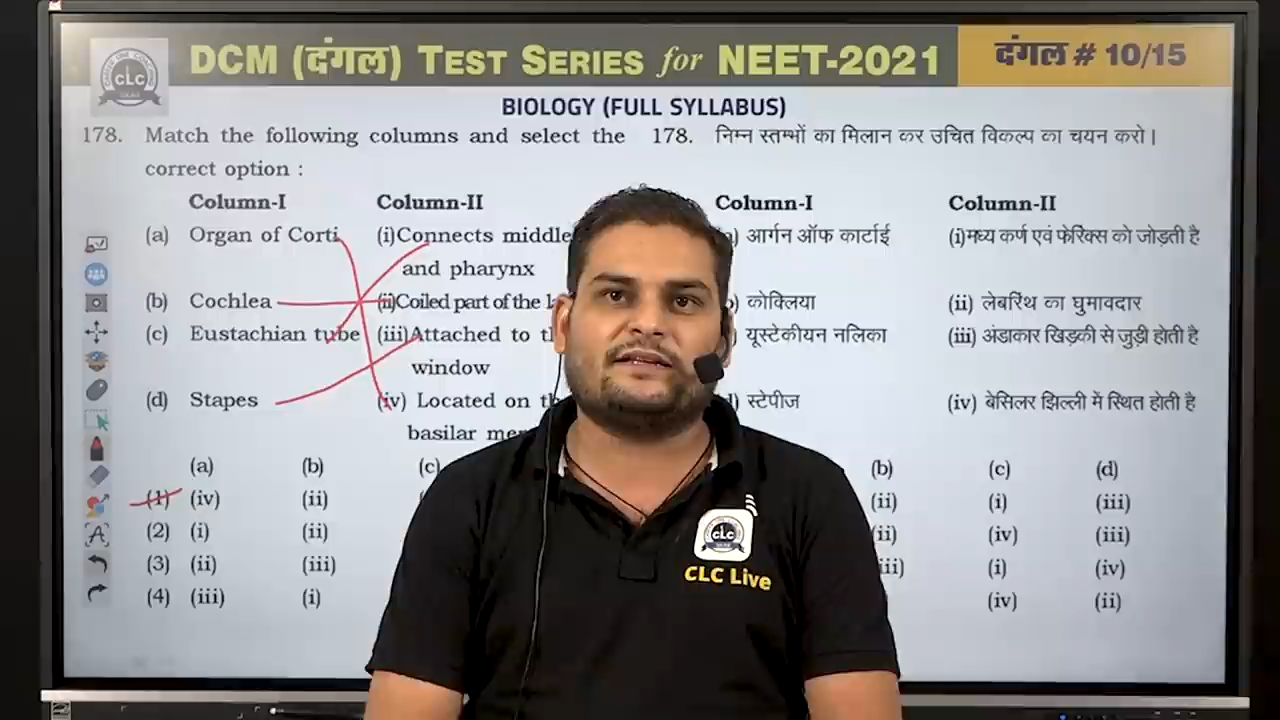 DCM (दंगल) TEST SERIES for NEET-2021
दंगल # 10/15
CLC
BIOLOGY (FULL SYLLABUS)
178. Match the following columns and select the
correct option :
Column-I Column-II
(a) Organ of Corti (i)Connects middle
and pharynx
(b) Cochlea (ii)Coiled part of the
(c) Eustachian tube (iii)Attached to
window
(d) Stapes (iv) Located on
basilar
(a) (b) (c)
(1) (iv) (ii)
(2) (i) (ii)
(3) (ii) (iii)
(4) (iii) (i)
178. निम्न स्तम्भों का मिलान कर उचित विकल्प का चयन करो।
Column-I Column-II
आर्गन ऑफ कार्टाई (i)मध्य कर्ण एवं फेरिंक्स को जोड़ती है
कोक्लिया (ii) लेबरिंथ का घुमावदार
यूस्टेकीयन नलिका (iii) अंडाकार खिड़की से जुड़ी होती है
स्टेपीज (iv) बेसिलर झिल्ली में स्थित होती है
(b) (c) (d)
(ii) (i) (iii)
(ii) (iv) (iii)
(iii) (i) (iv)
(iv) (ii)
CLC
CLC Live